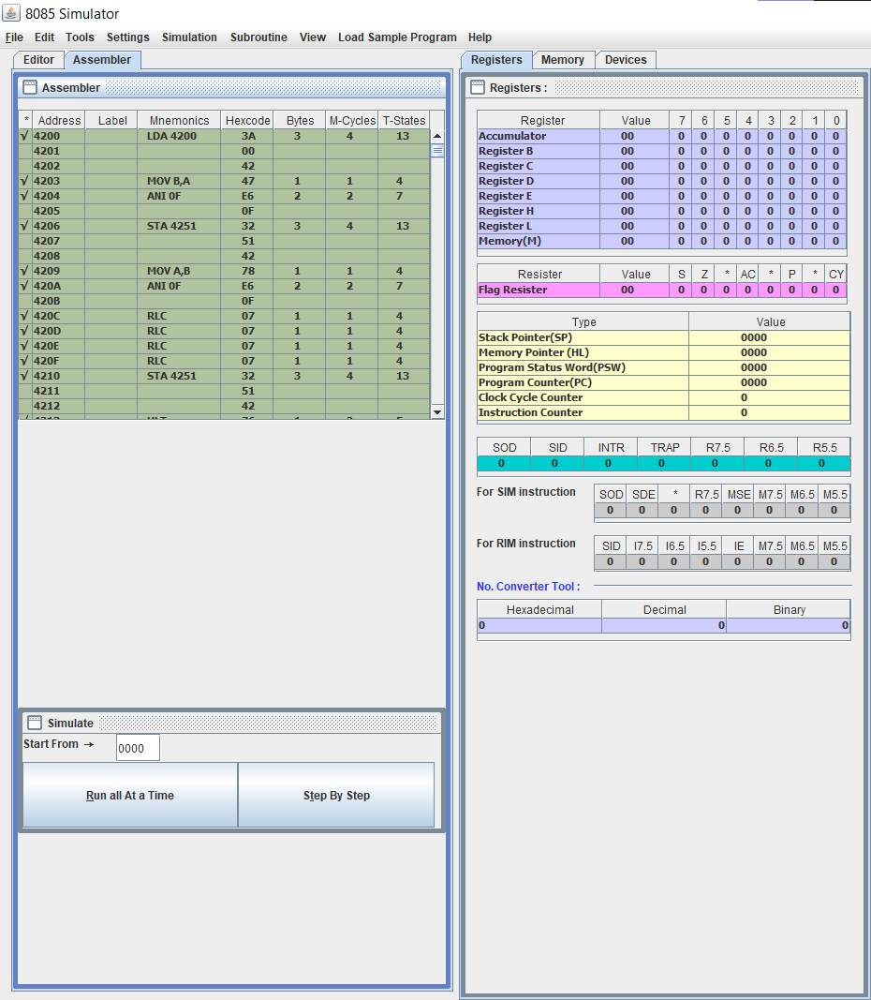 8085 Simulator
File Edit Tools Settings Simulation Subroutine View Load Sample Program Help
Editor Assembler
Assembler
* Address Label Mnemonics Hexcode Bytes M-Cycles T-States
√ 4200 LDA 4200 3A 3 4 13
4201 00
4202 42
√ 4203 MOV B,A 47 1 1 4
√ 4204 ANI 0F E6 2 2 7
4205 0F
√ 4206 STA 4251 32 3 4 13
4207 51
4208 42
√ 4209 MOV A,B 78 1 1 4
√ 420A ANI 0F E6 2 2 7
420B 0F
√ 420C RLC 07 1 1 4
√ 420D RLC 07 1 1 4
√ 420E RLC 07 1 1 4
√ 420F RLC 07 1 1 4
√ 4210 STA 4251 32 3 4 13
4211 51
4212 42
Simulate
Start From → 0000
Run all At a Time Step By Step
Registers Memory Devices
Registers :
Register Value 7 6 5 4 3 2 1 0
Accumulator 00 0 0 0 0 0 0 0 0
Register B 00 0 0 0 0 0 0 0 0
Register C 00 0 0 0 0 0 0 0 0
Register D 00 0 0 0 0 0 0 0 0
Register E 00 0 0 0 0 0 0 0 0
Register H 00 0 0 0 0 0 0 0 0
Register L 00 0 0 0 0 0 0 0 0
Memory(M) 00 0 0 0 0 0 0 0 0
Resister Value S Z * AC * P * CY
Flag Resister 00 0 0 0 0 0 0 0 0
Type Value
Stack Pointer(SP) 0000
Memory Pointer (HL) 0000
Program Status Word(PSW) 0000
Program Counter(PC) 0000
Clock Cycle Counter 0
Instruction Counter 0
SOD SID INTR TRAP R7.5 R6.5 R5.5
0 0 0 0 0 0 0
For SIM instruction SOD SDE * R7.5 MSE M7.5 M6.5 M5.5
0 0 0 0 0 0 0 0
For RIM instruction SID I7.5 I6.5 I5.5 IE M7.5 M6.5 M5.5
0 0 0 0 0 0 0 0
No. Converter Tool :
Hexadecimal Decimal Binary
0 0 0